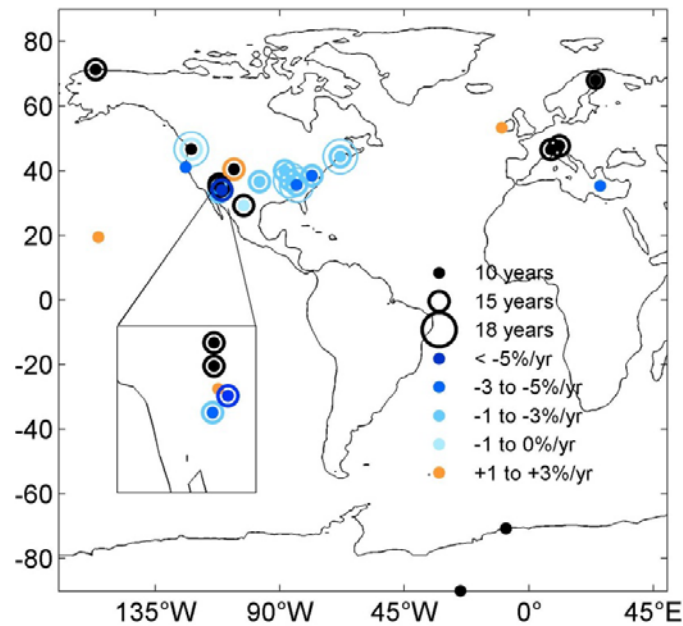 80
60
40
20
0
-20
-40
-60
-80
10 years
15 years
18 years
< -5%/yr
-3 to -5%/yr
-1 to -3%/yr
-1 to 0%/yr
+1 to +3%/yr
135°W 90°W 45°W 0° 45°E